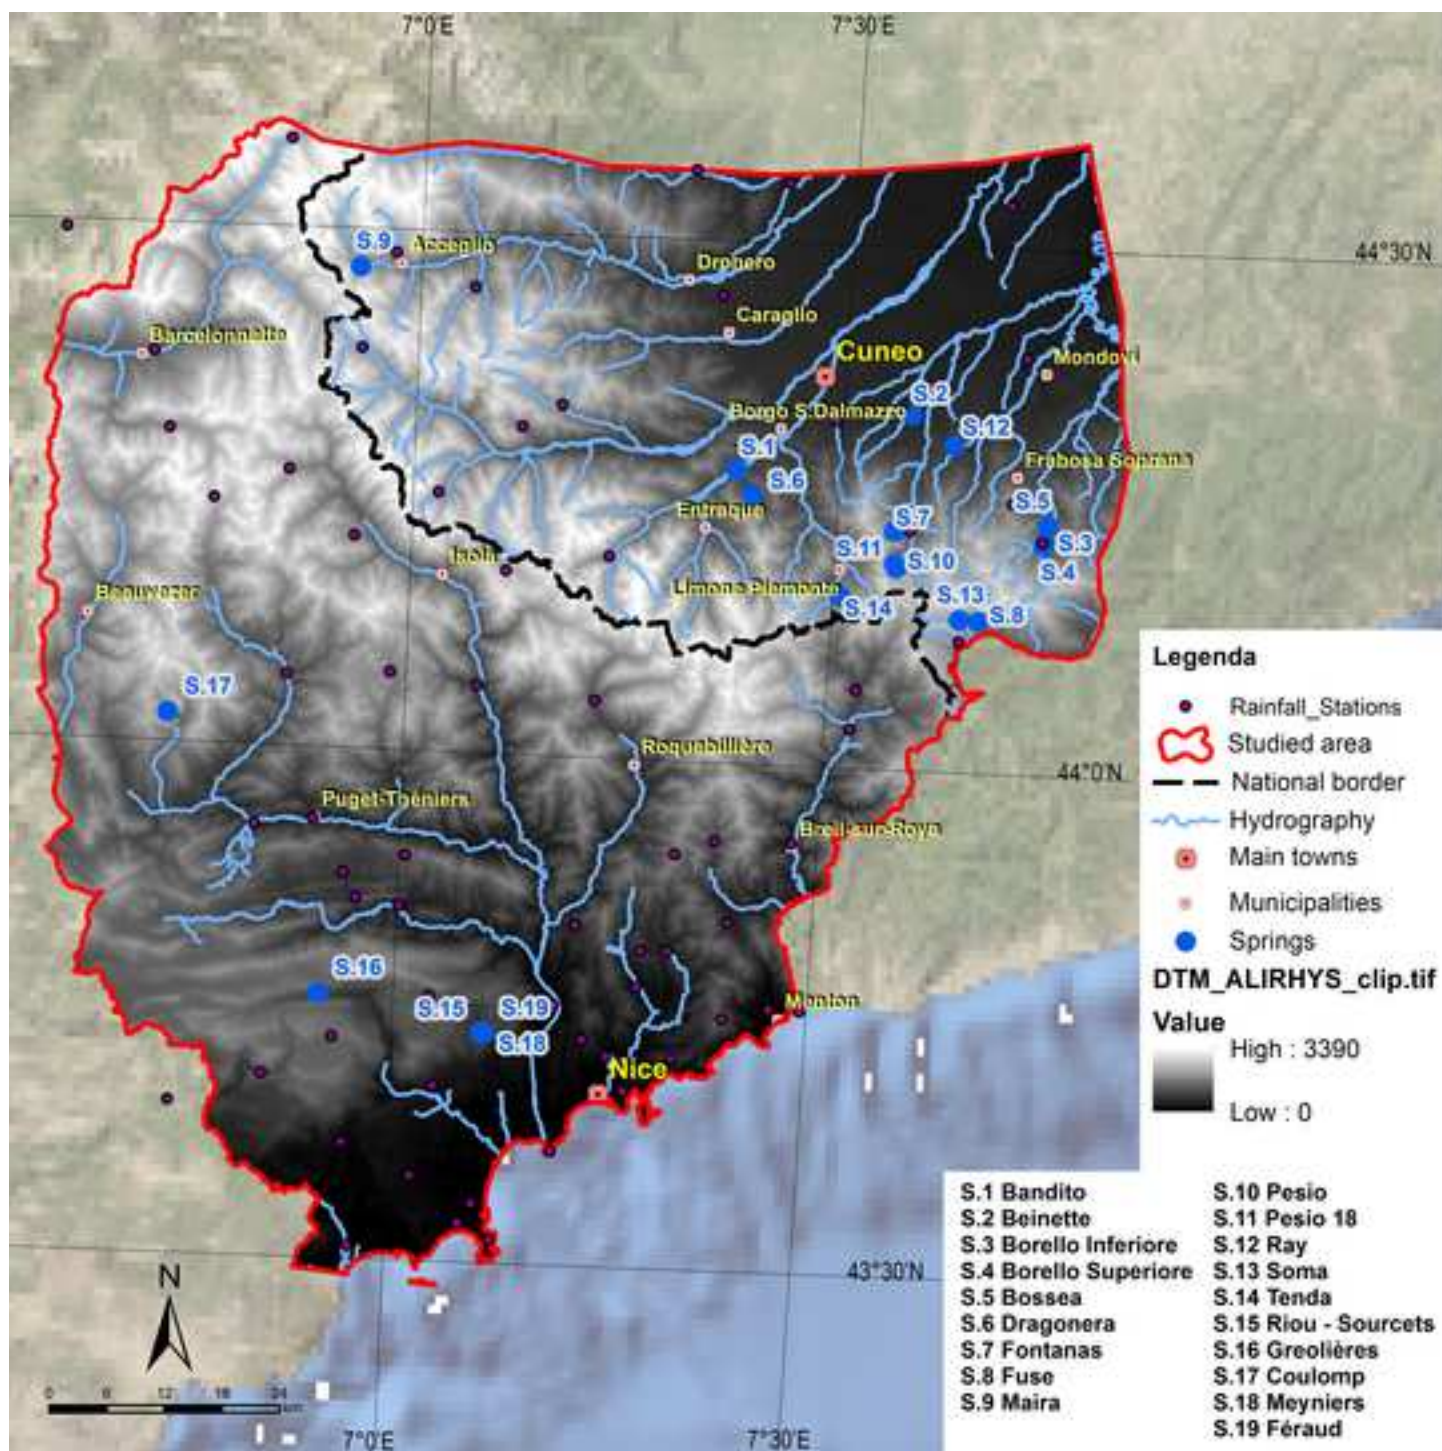 7°0'E
7°30'E
44°30'N
S.9
Acceglio
Dronero
Barcelonnette
Caraglio
Cuneo
Mondovì
S.2
Borgo S.Dalmazzo
S.12
S.1
Frabosa Soprana
S.6
S.5
Entraque
S.7
S.3
S.11
Isola
S.10
S.4
Limone Piemonte
Beauvezer
S.13
S.14
S.8
S.17
Roquebillière
44°0'N
Puget-Théniers
Breil-sur-Roya
S.16
S.15
S.19
Menton
S.18
Nice
43°30'N
N
0 6 12 18 24
km
7°0'E
7°30'E
Legenda
Rainfall_Stations
Studied area
National border
Hydrography
Main towns
Municipalities
Springs
DTM_ALIRHYS_clip.tif
Value
High : 3390
Low : 0
S.1 Bandito
S.2 Beinette
S.3 Borello Inferiore
S.4 Borello Superiore
S.5 Bossea
S.6 Dragonera
S.7 Fontanas
S.8 Fuse
S.9 Maira
S.10 Pesio
S.11 Pesio 18
S.12 Ray
S.13 Soma
S.14 Tenda
S.15 Riou - Sourcets
S.16 Greolières
S.17 Coulomp
S.18 Meyniers
S.19 Féraud